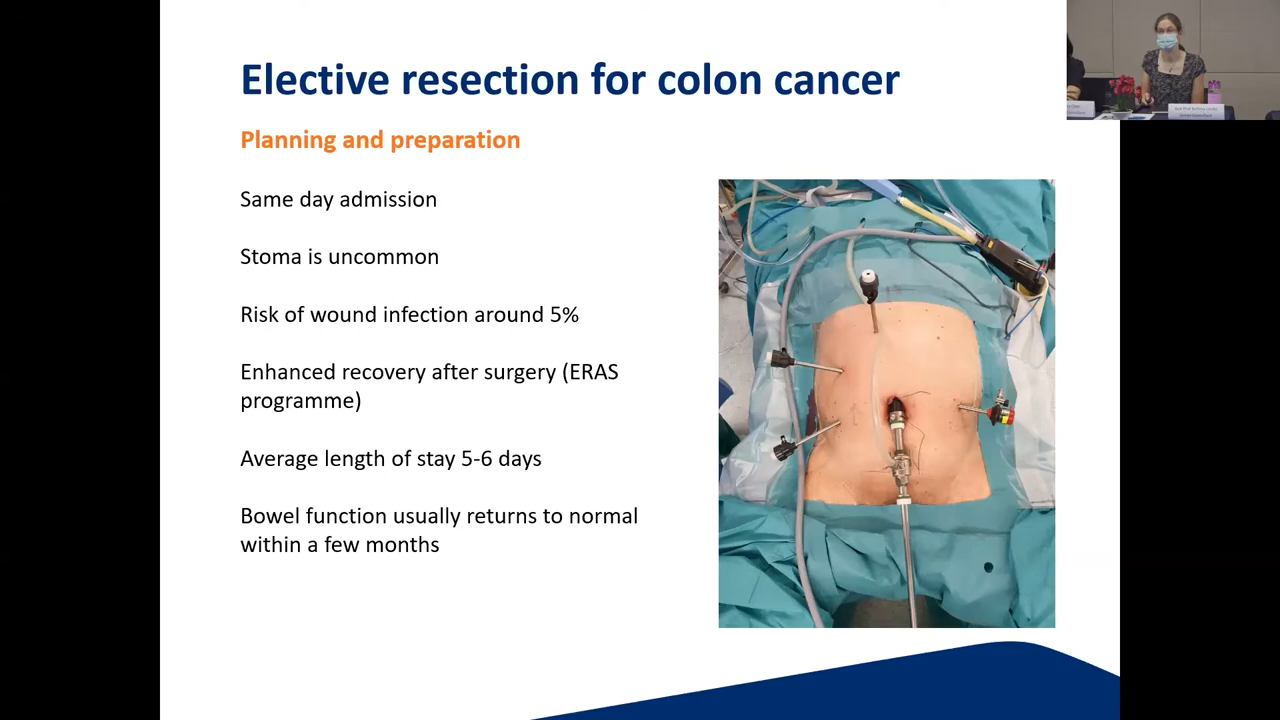 Elective resection for colon cancer
Planning and preparation
Same day admission
Stoma is uncommon
Risk of wound infection around 5%
Enhanced recovery after surgery (ERAS
programme)
Average length of stay 5-6 days
Bowel function usually returns to normal
within a few months